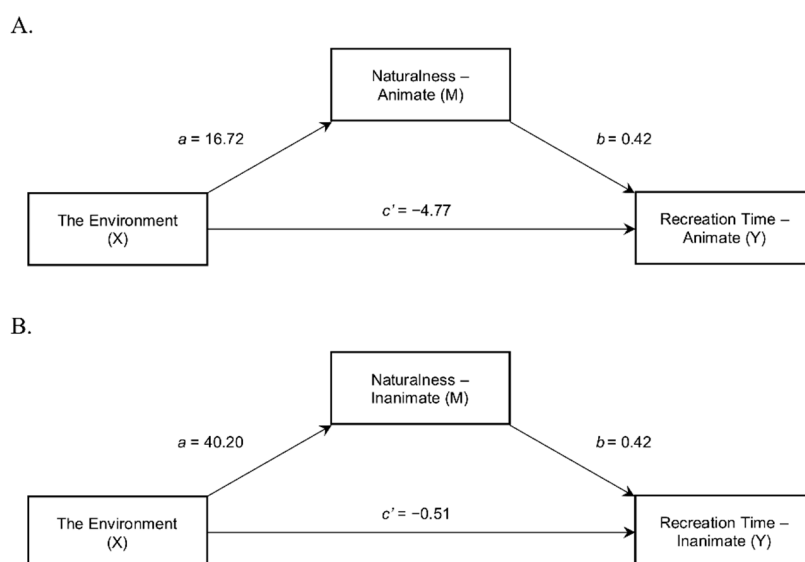 A.
Naturalness –
Animate (M)
a = 16.72
b = 0.42
The Environment
(X)
c' = −4.77
Recreation Time –
Animate (Y)
B.
Naturalness –
Inanimate (M)
a = 40.20
b = 0.42
The Environment
(X)
c' = −0.51
Recreation Time –
Inanimate (Y)